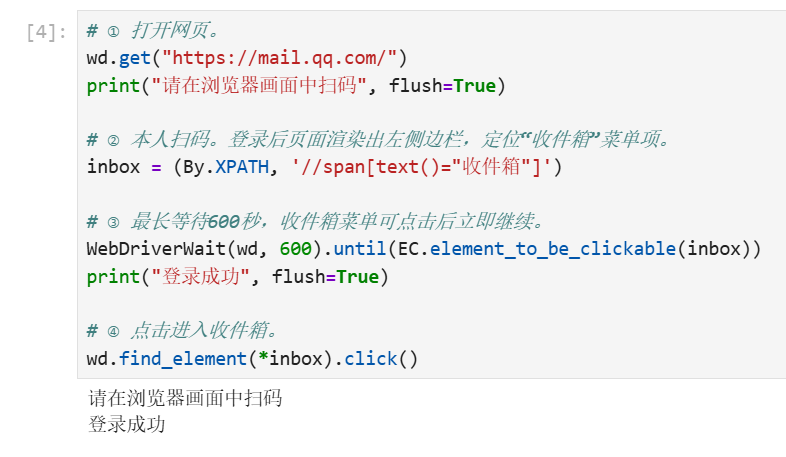 [4]:
# ① 打开网页。
wd.get("https://mail.qq.com/")
print("请在浏览器画面中扫码", flush=True)
# ② 本人扫码。登录后页面渲染出左侧边栏，定位“收件箱”菜单项。
inbox = (By.XPATH, '//span[text()="收件箱"]')
# ③ 最长等待600秒，收件箱菜单可点击后立即继续。
WebDriverWait(wd, 600).until(EC.element_to_be_clickable(inbox))
print("登录成功", flush=True)
# ④ 点击进入收件箱。
wd.find_element(*inbox).click()
请在浏览器画面中扫码
登录成功